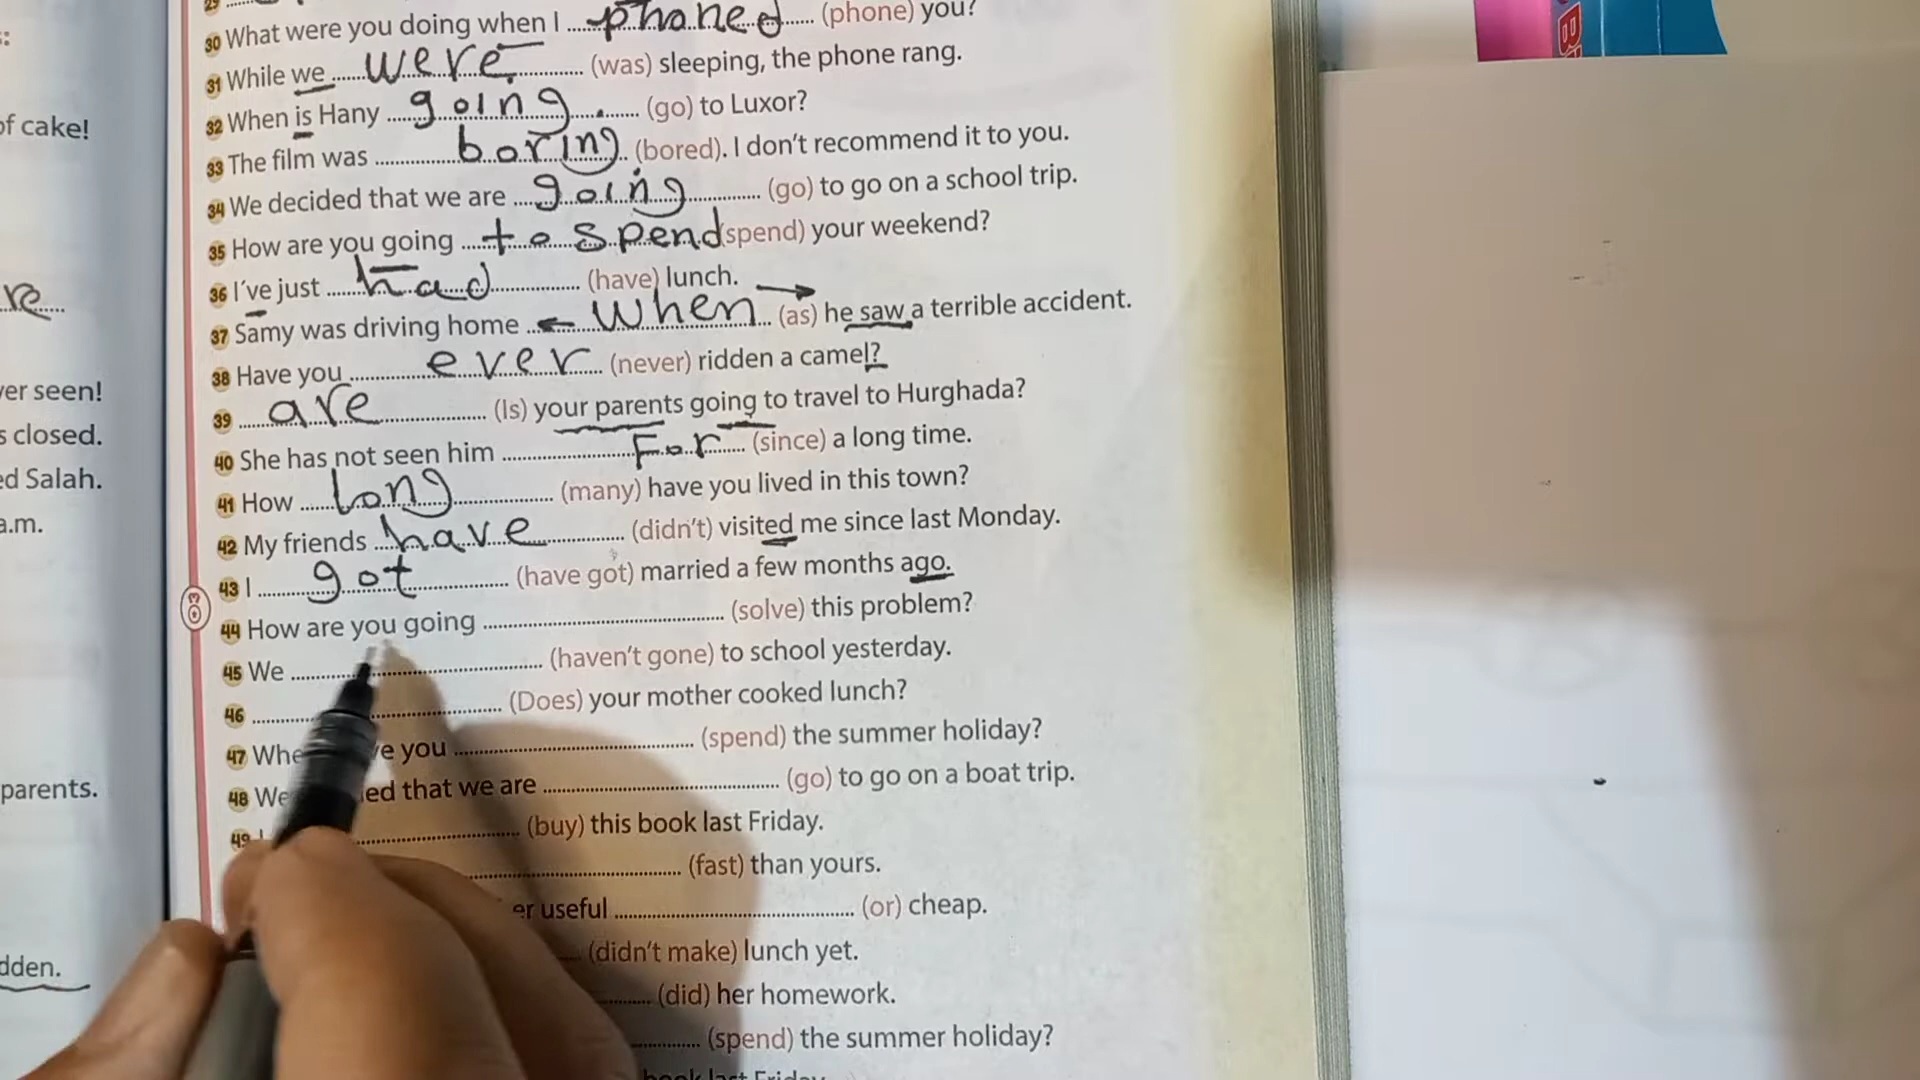 30 What were you doing when I ... phoned ... (phone) you?
31 While we ... were ... (was) sleeping, the phone rang.
32 When is Hany ... going ... (go) to Luxor?
33 The film was ... boring ... (bored). I don't recommend it to you.
34 We decided that we are ... going ... (go) to go on a school trip.
35 How are you going ... to spend (spend) your weekend?
36 I've just ... had ... (have) lunch.
37 Samy was driving home ... when ... (as) he saw a terrible accident.
38 Have you ... ever ... (never) ridden a camel?
39 ... are ... (Is) your parents going to travel to Hurghada?
40 She has not seen him ... For ... (since) a long time.
41 How ... Long ... (many) have you lived in this town?
42 My friends ... have ... (didn't) visited me since last Monday.
43 I ... got ... (have got) married a few months ago.
44 How are you going ... (solve) this problem?
45 We ... (haven't gone) to school yesterday.
46 ... (Does) your mother cooked lunch?
47 you ... (spend) the summer holiday?
48 that we are ... (go) to go on a boat trip.
49 ... (buy) this book last Friday.
... (fast) than yours.
useful ... (or) cheap.
... (didn't make) lunch yet.
... (did) her homework.
... (spend) the summer holiday?
of cake!
seen!
closed.
Salah.
a.m.
parents.